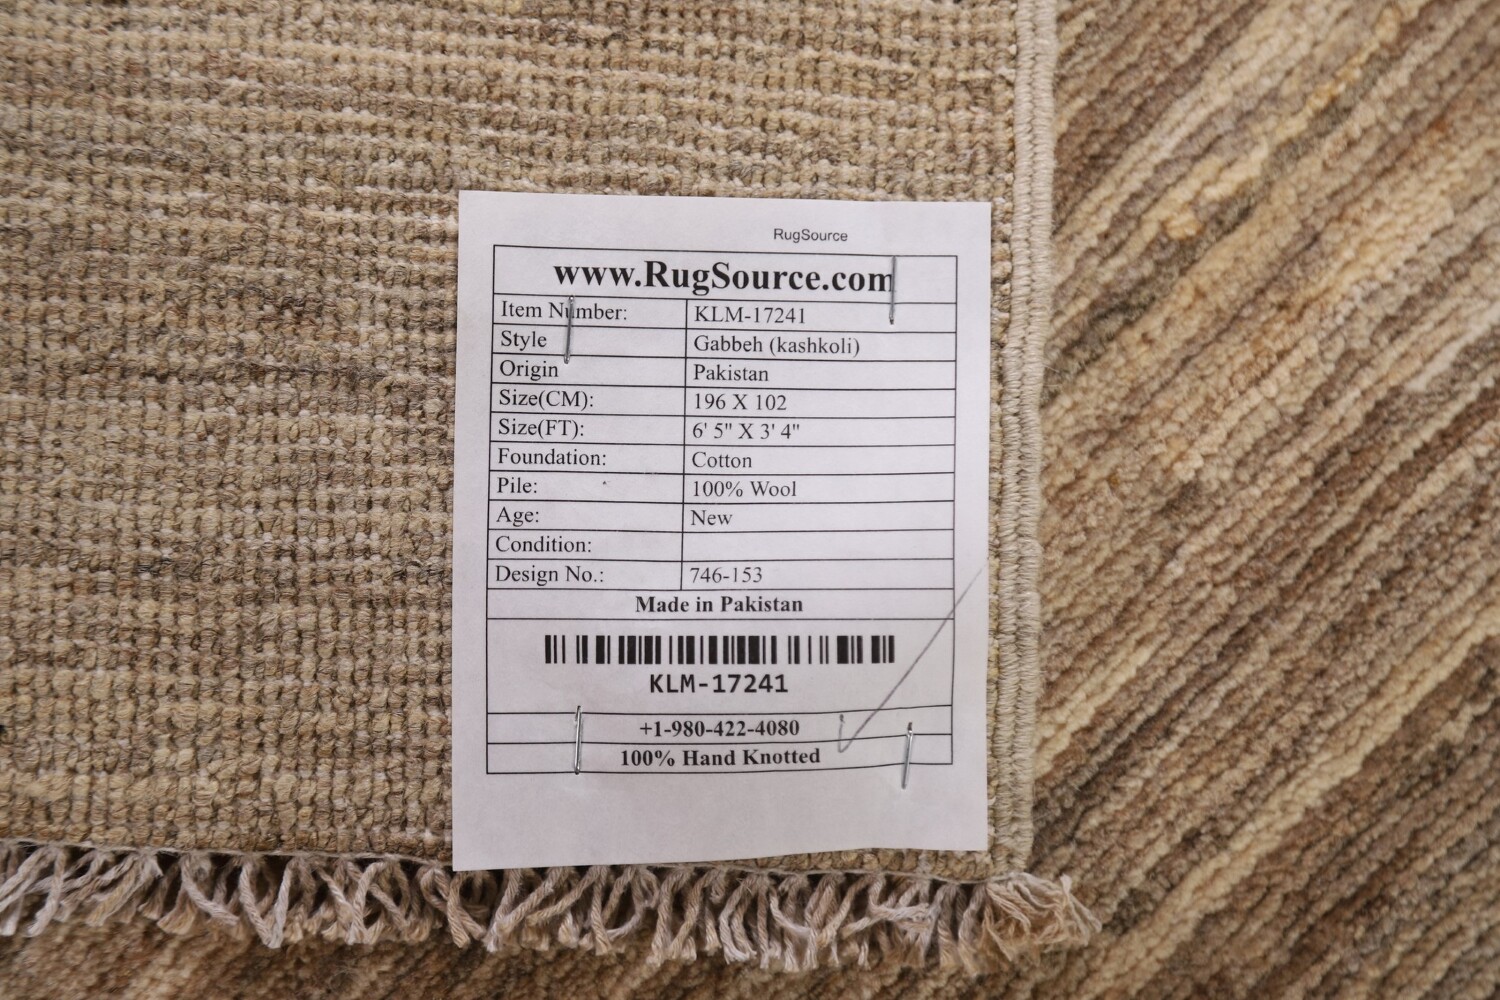 RugSource
www.RugSource.com
Item Number: KLM-17241
Style Gabbeh (kashkoli)
Origin Pakistan
Size(CM): 196 X 102
Size(FT): 6' 5" X 3' 4"
Foundation: Cotton
Pile: 100% Wool
Age: New
Condition:
Design No.: 746-153
Made in Pakistan
KLM-17241
+1-980-422-4080
100% Hand Knotted